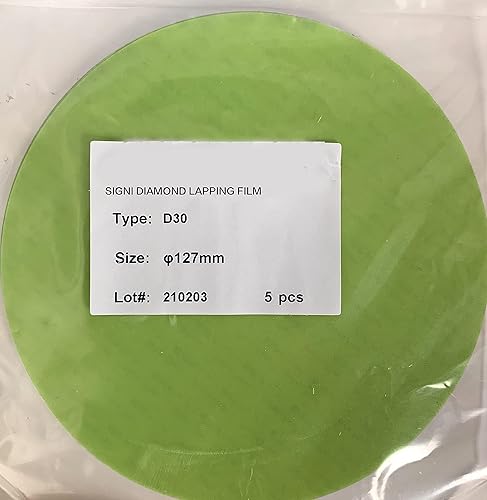 SIGNI DIAMOND LAPPING FILM
Type: D30
Size: φ127mm
Lot#: 210203 5 pcs